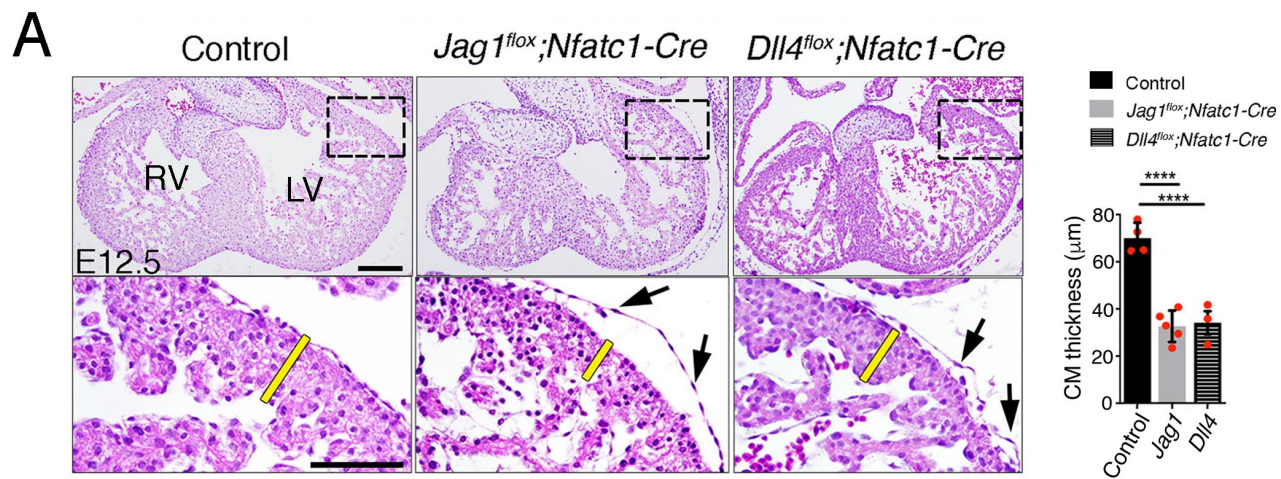 A
Control
Jag1flox;Nfatc1-Cre
Dll4flox;Nfatc1-Cre
RV
LV
E12.5
Control
Jag1flox;Nfatc1-Cre
Dll4flox;Nfatc1-Cre
****
****
CM thickness (μm)
80
60
40
20
0
Control
Jag1
Dll4